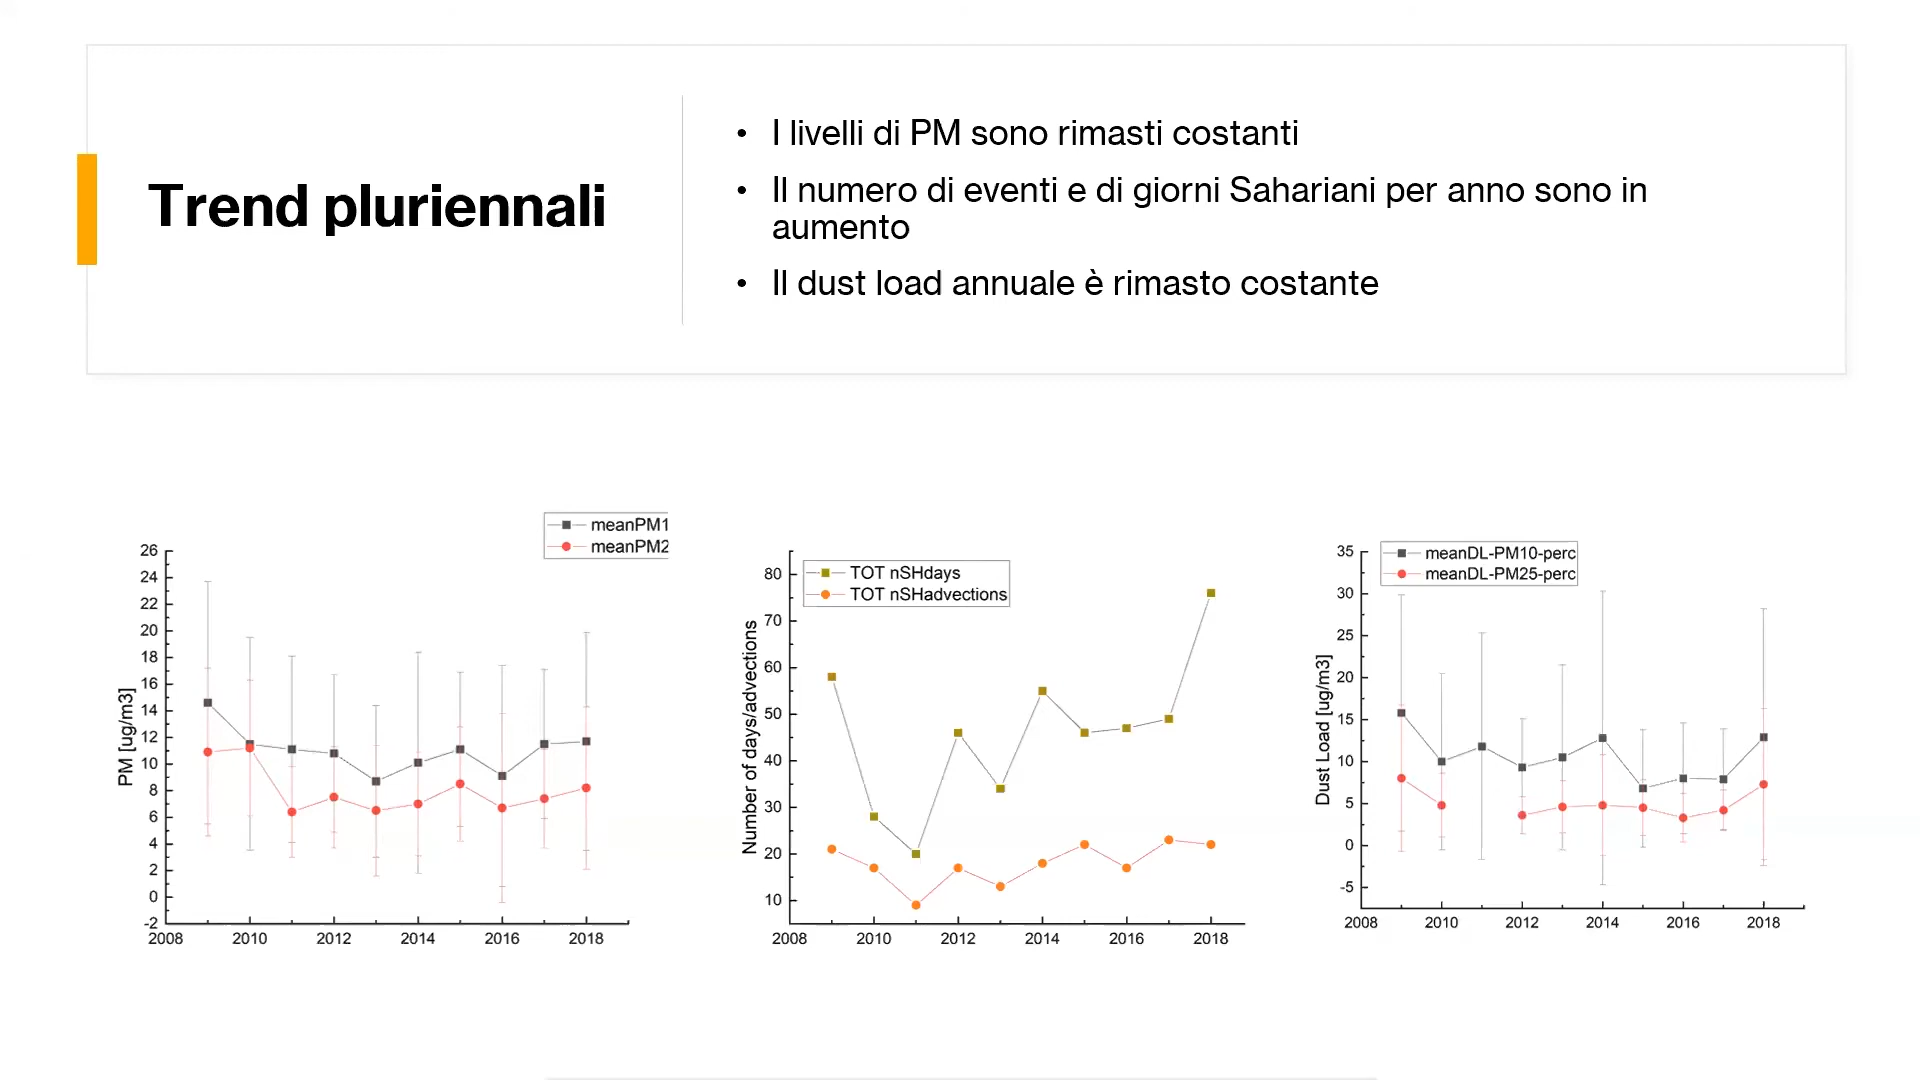 Trend pluriennali
• I livelli di PM sono rimasti costanti
• Il numero di eventi e di giorni Sahariani per anno sono in
aumento
• Il dust load annuale è rimasto costante
meanPM1
meanPM2
26
24
22
20
18
16
14
12
10
8
6
4
2
0
-2
PM [ug/m3]
2008 2010 2012 2014 2016 2018
TOT nSHdays
TOT nSHadvections
80
70
60
50
40
30
20
10
Number of days/advections
2008 2010 2012 2014 2016 2018
meanDL-PM10-perc
meanDL-PM25-perc
35
30
25
20
15
10
5
0
-5
Dust Load [ug/m3]
2008 2010 2012 2014 2016 2018